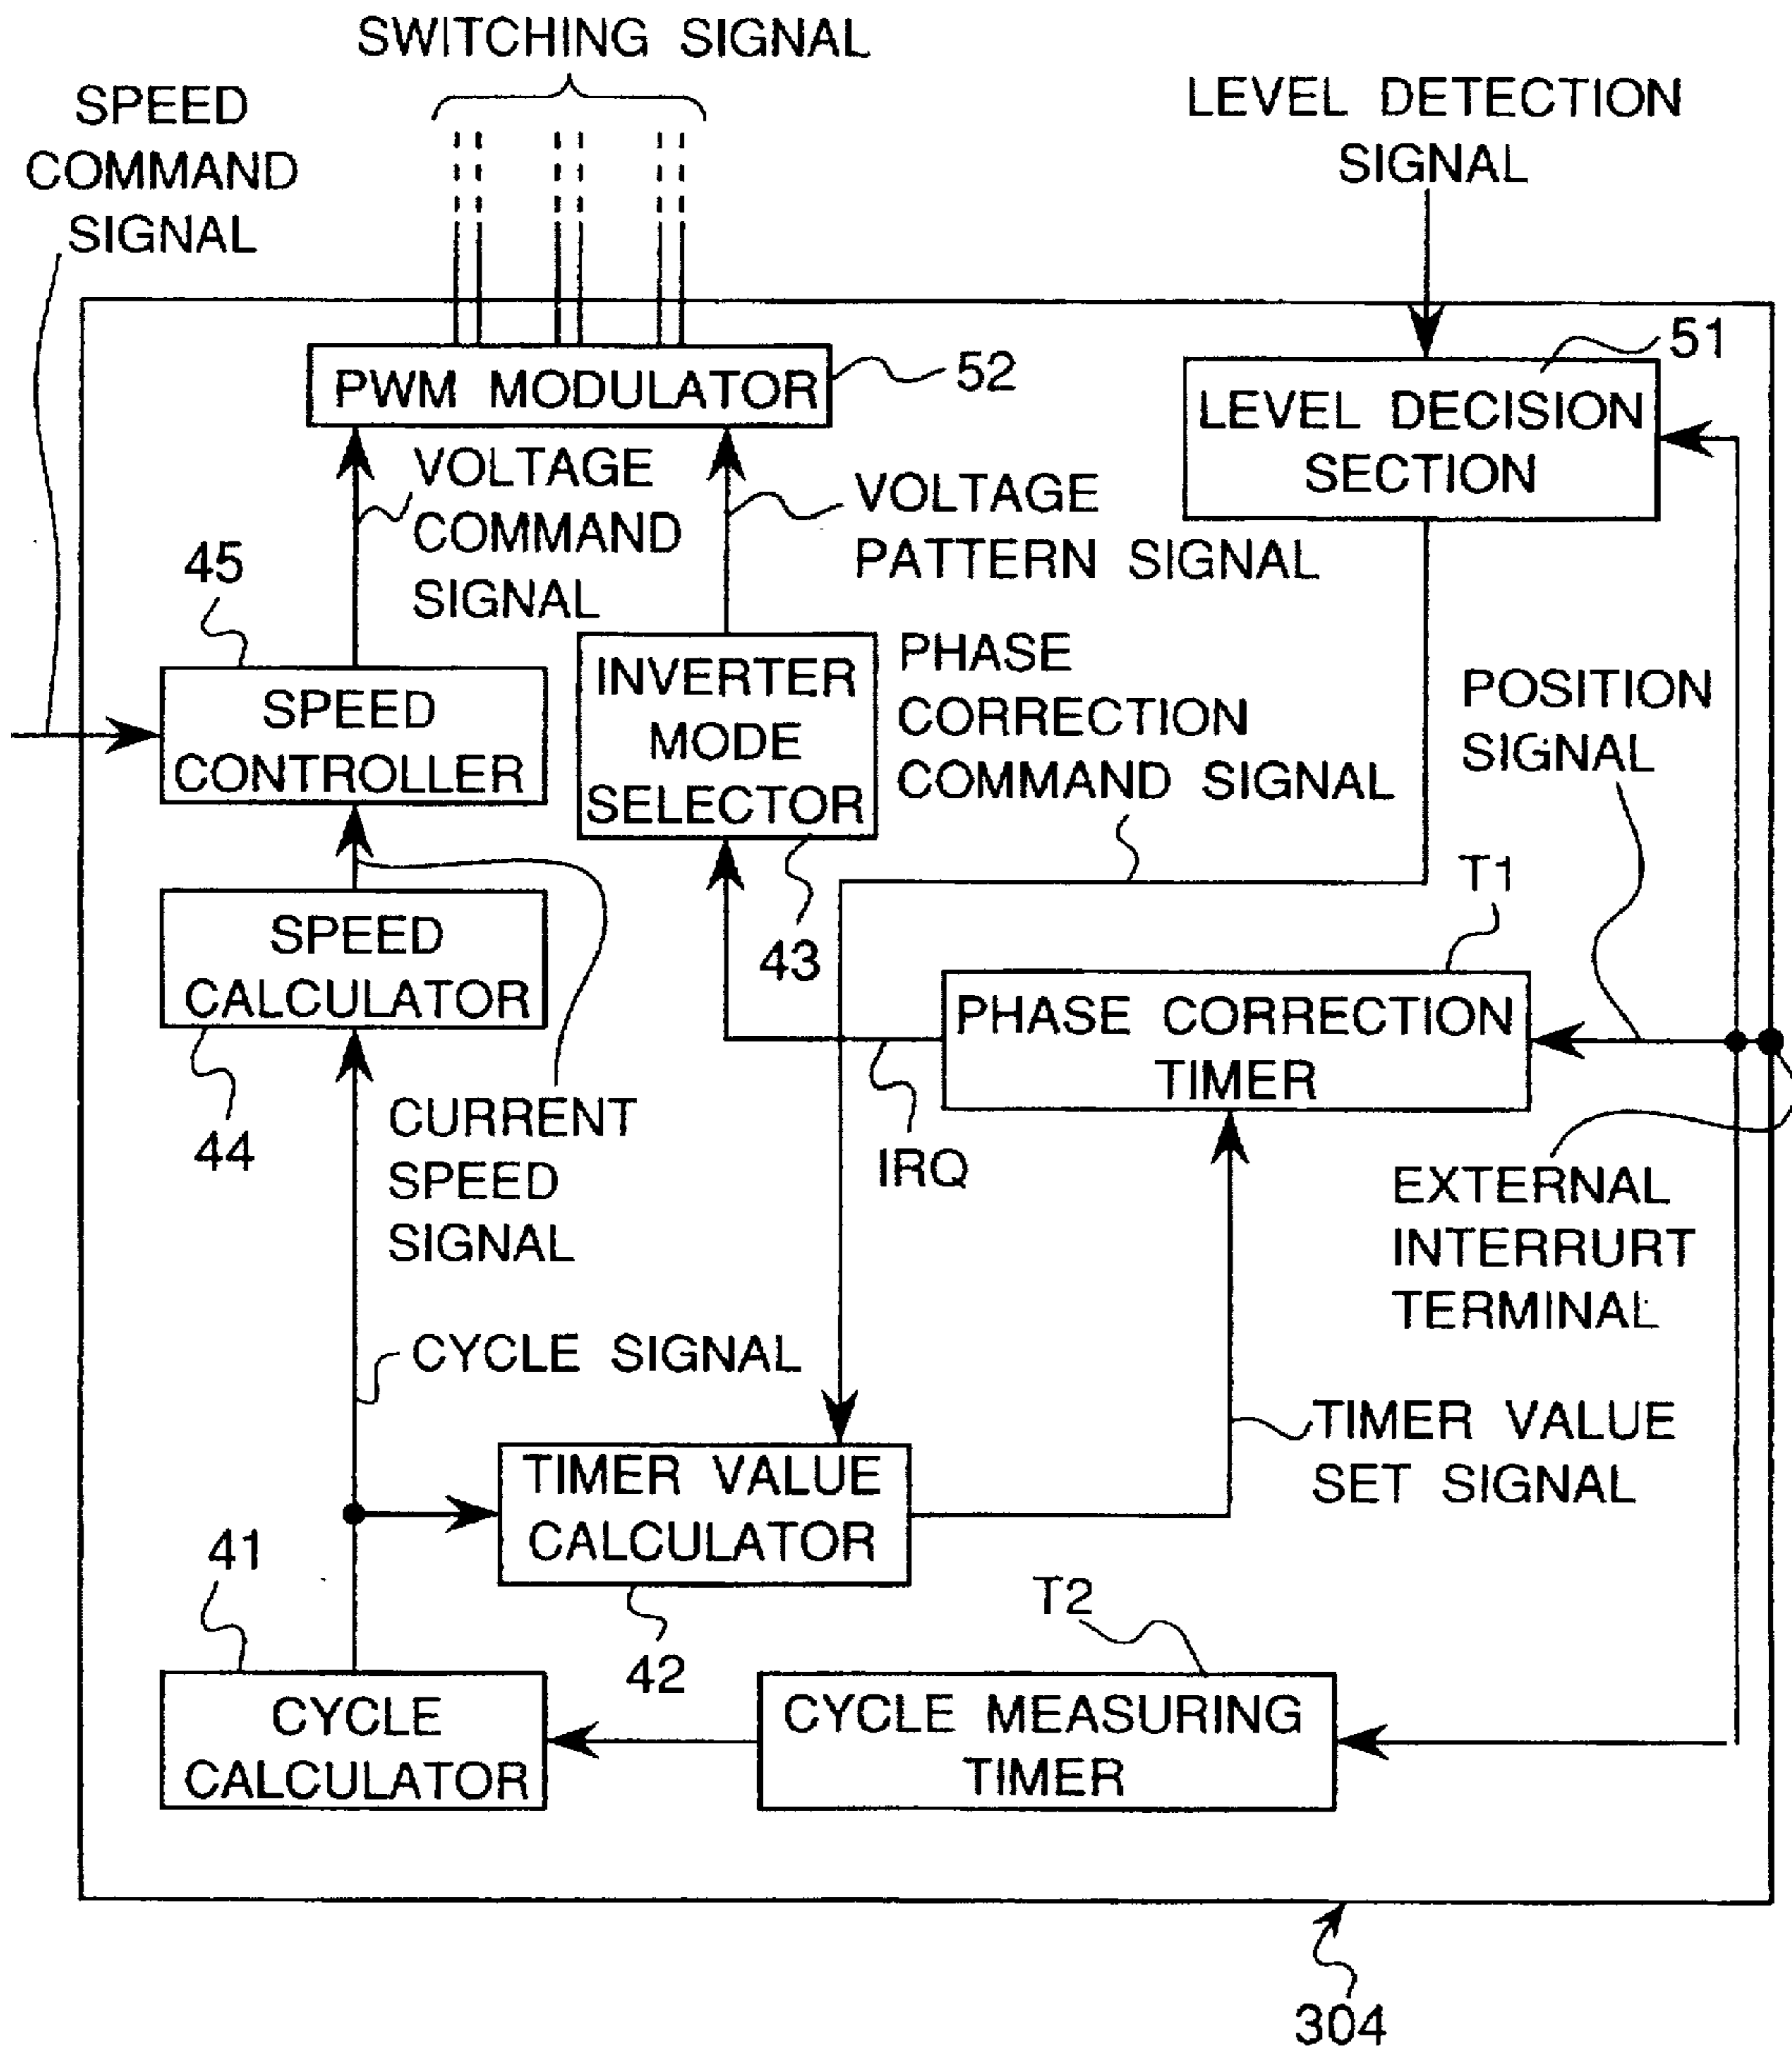 SWITCHING SIGNAL
SPEED
COMMAND
SIGNAL
LEVEL DETECTION
SIGNAL
51
PWM MODULATOR
52
LEVEL DECISION
SECTION
VOLTAGE
COMMAND
SIGNAL
VOLTAGE
PATTERN SIGNAL
45
SPEED
CONTROLLER
INVERTER
MODE
SELECTOR
PHASE
CORRECTION
COMMAND SIGNAL
POSITION
SIGNAL
T1
SPEED
CALCULATOR
43
PHASE CORRECTION
TIMER
44
CURRENT
SPEED
SIGNAL
IRQ
EXTERNAL
INTERRURT
TERMINAL
CYCLE SIGNAL
TIMER VALUE
SET SIGNAL
TIMER VALUE
CALCULATOR
41
42
T2
CYCLE
CALCULATOR
CYCLE MEASURING
TIMER
304